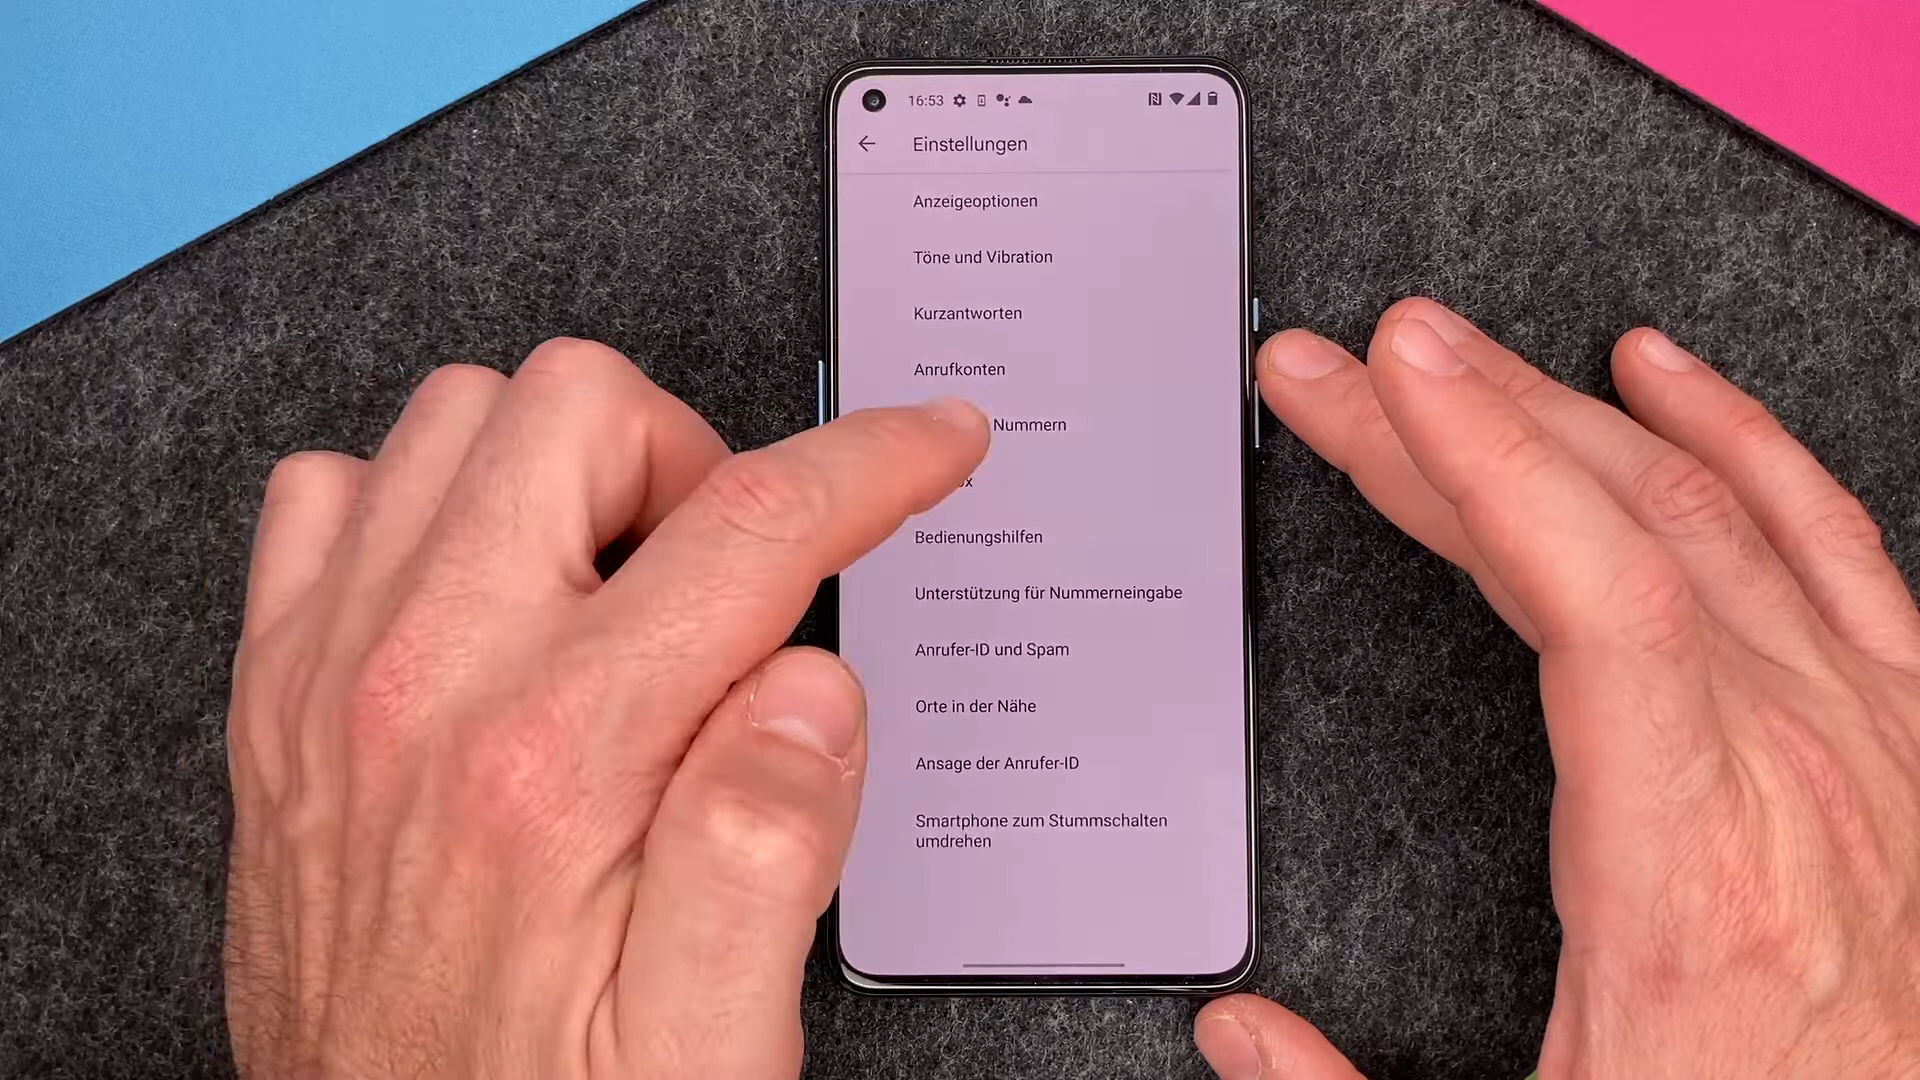 16:53
Einstellungen
Anzeigeoptionen
Töne und Vibration
Kurzantworten
Anrufkonten
Nummern
Bedienungshilfen
Unterstützung für Nummerneingabe
Anrufer-ID und Spam
Orte in der Nähe
Ansage der Anrufer-ID
Smartphone zum Stummschalten
umdrehen